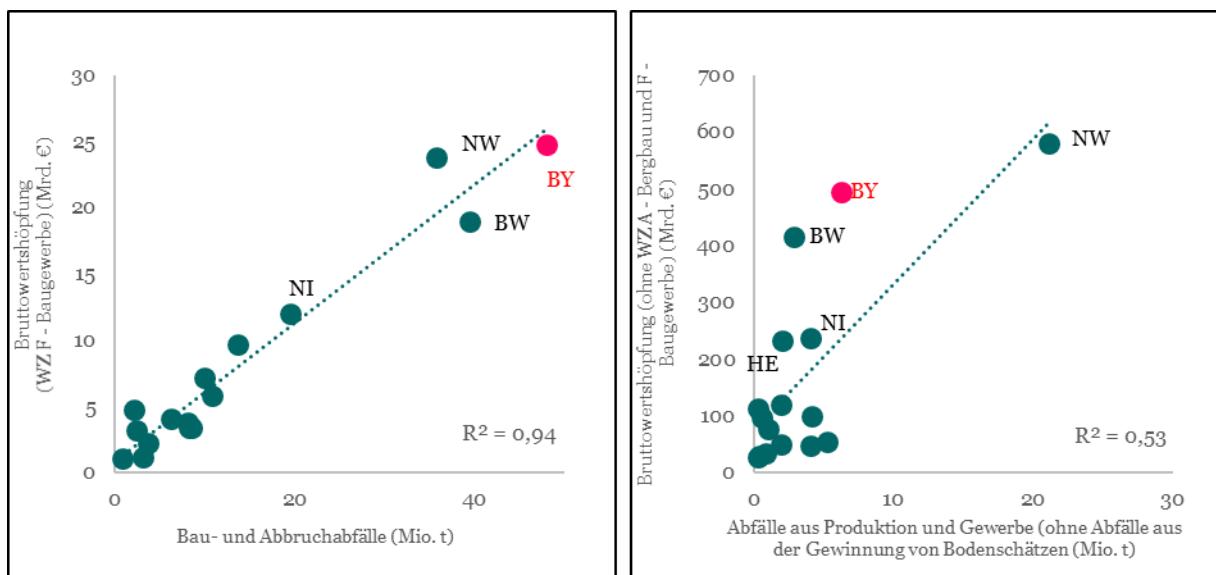 Bruttowertshöpfung
(WZ F - Baugewerbe) (Mrd. €)
30
25
20
15
10
5
0
NW
BY
BW
NI
R² = 0,94
0
20
40
Bau- und Abbruchabfälle (Mio. t)
Bruttowertshöpfung (ohne WZ A - Bergbau und F -
Baugewerbe) (Mrd. €)
700
600
500
400
300
200
100
0
NW
BY
BW
NI
HE
R² = 0,53
0
10
20
30
Abfälle aus Produktion und Gewerbe (ohne Abfälle aus
der Gewinnung von Bodenschätzen (Mio. t)